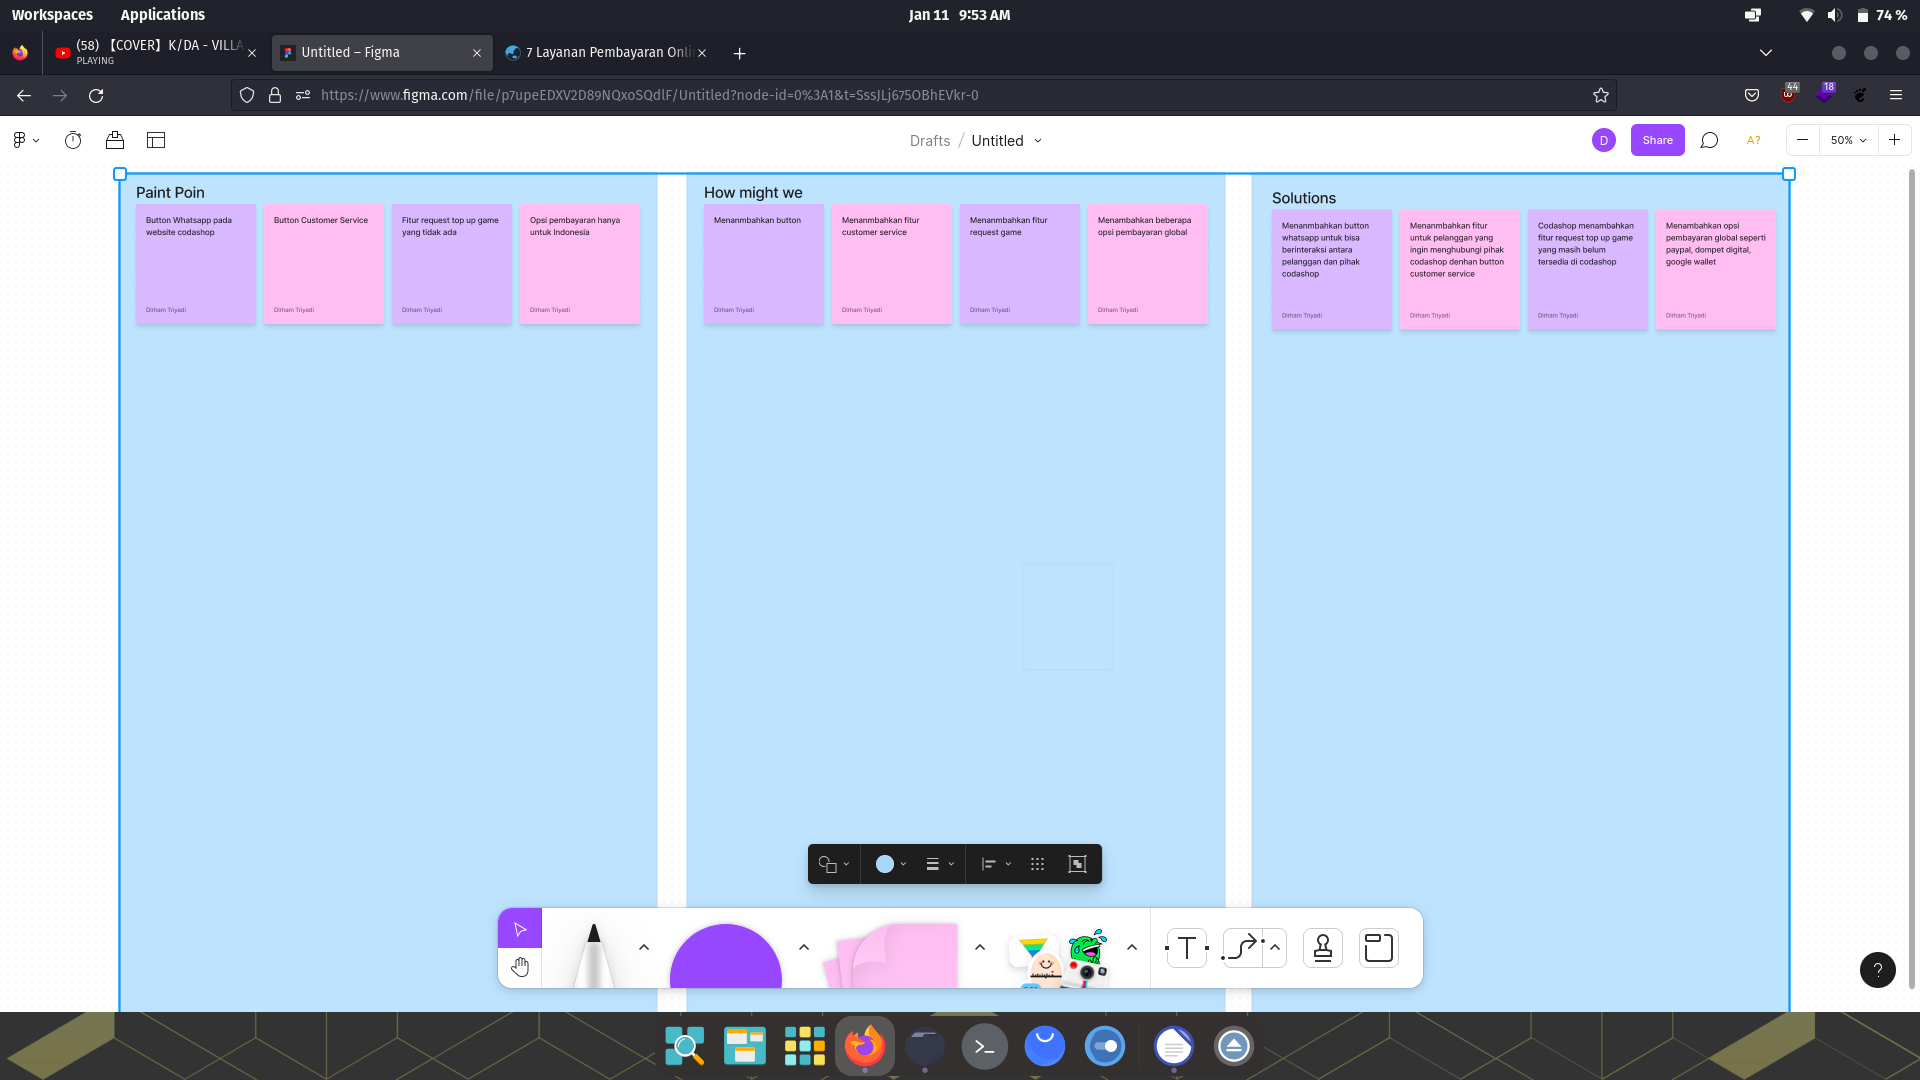 Workspaces Applications Jan 11 9:53 AM 74 %
(58) 【COVER】K/DA - VILLA
PLAYING
Untitled – Figma
7 Layanan Pembayaran Onli
https://www.figma.com/file/p7upeEDXV2D89NQxoSQdlF/Untitled?node-id=0%3A1&t=SssJLj675OBhEVkr-0
44
18
Drafts / Untitled
D
Share
A?
50%
Paint Poin
Button Whatsapp pada
website codashop
Dirham Triyadi
Button Customer Service
Dirham Triyadi
Fitur request top up game
yang tidak ada
Dirham Triyadi
Opsi pembayaran hanya
untuk Indonesia
Dirham Triyadi
How might we
Menanmbahkan button
Dirham Triyadi
Menanmbahkan fitur
customer service
Dirham Triyadi
Menanmbahkan fitur
request game
Dirham Triyadi
Menambahkan beberapa
opsi pembayaran global
Dirham Triyadi
Solutions
Menanmbahkan button
whatsapp untuk bisa
berinteraksi antara
pelanggan dan pihak
codashop
Dirham Triyadi
Menanmbahkan fitur
untuk pelanggan yang
ingin menghubungi pihak
codashop denhan button
customer service
Dirham Triyadi
Codashop menambahkan
fitur request top up game
yang masih belum
tersedia di codashop
Dirham Triyadi
Menambahkan opsi
pembayaran global seperti
paypal, dompet digital,
google wallet
Dirham Triyadi
T
?